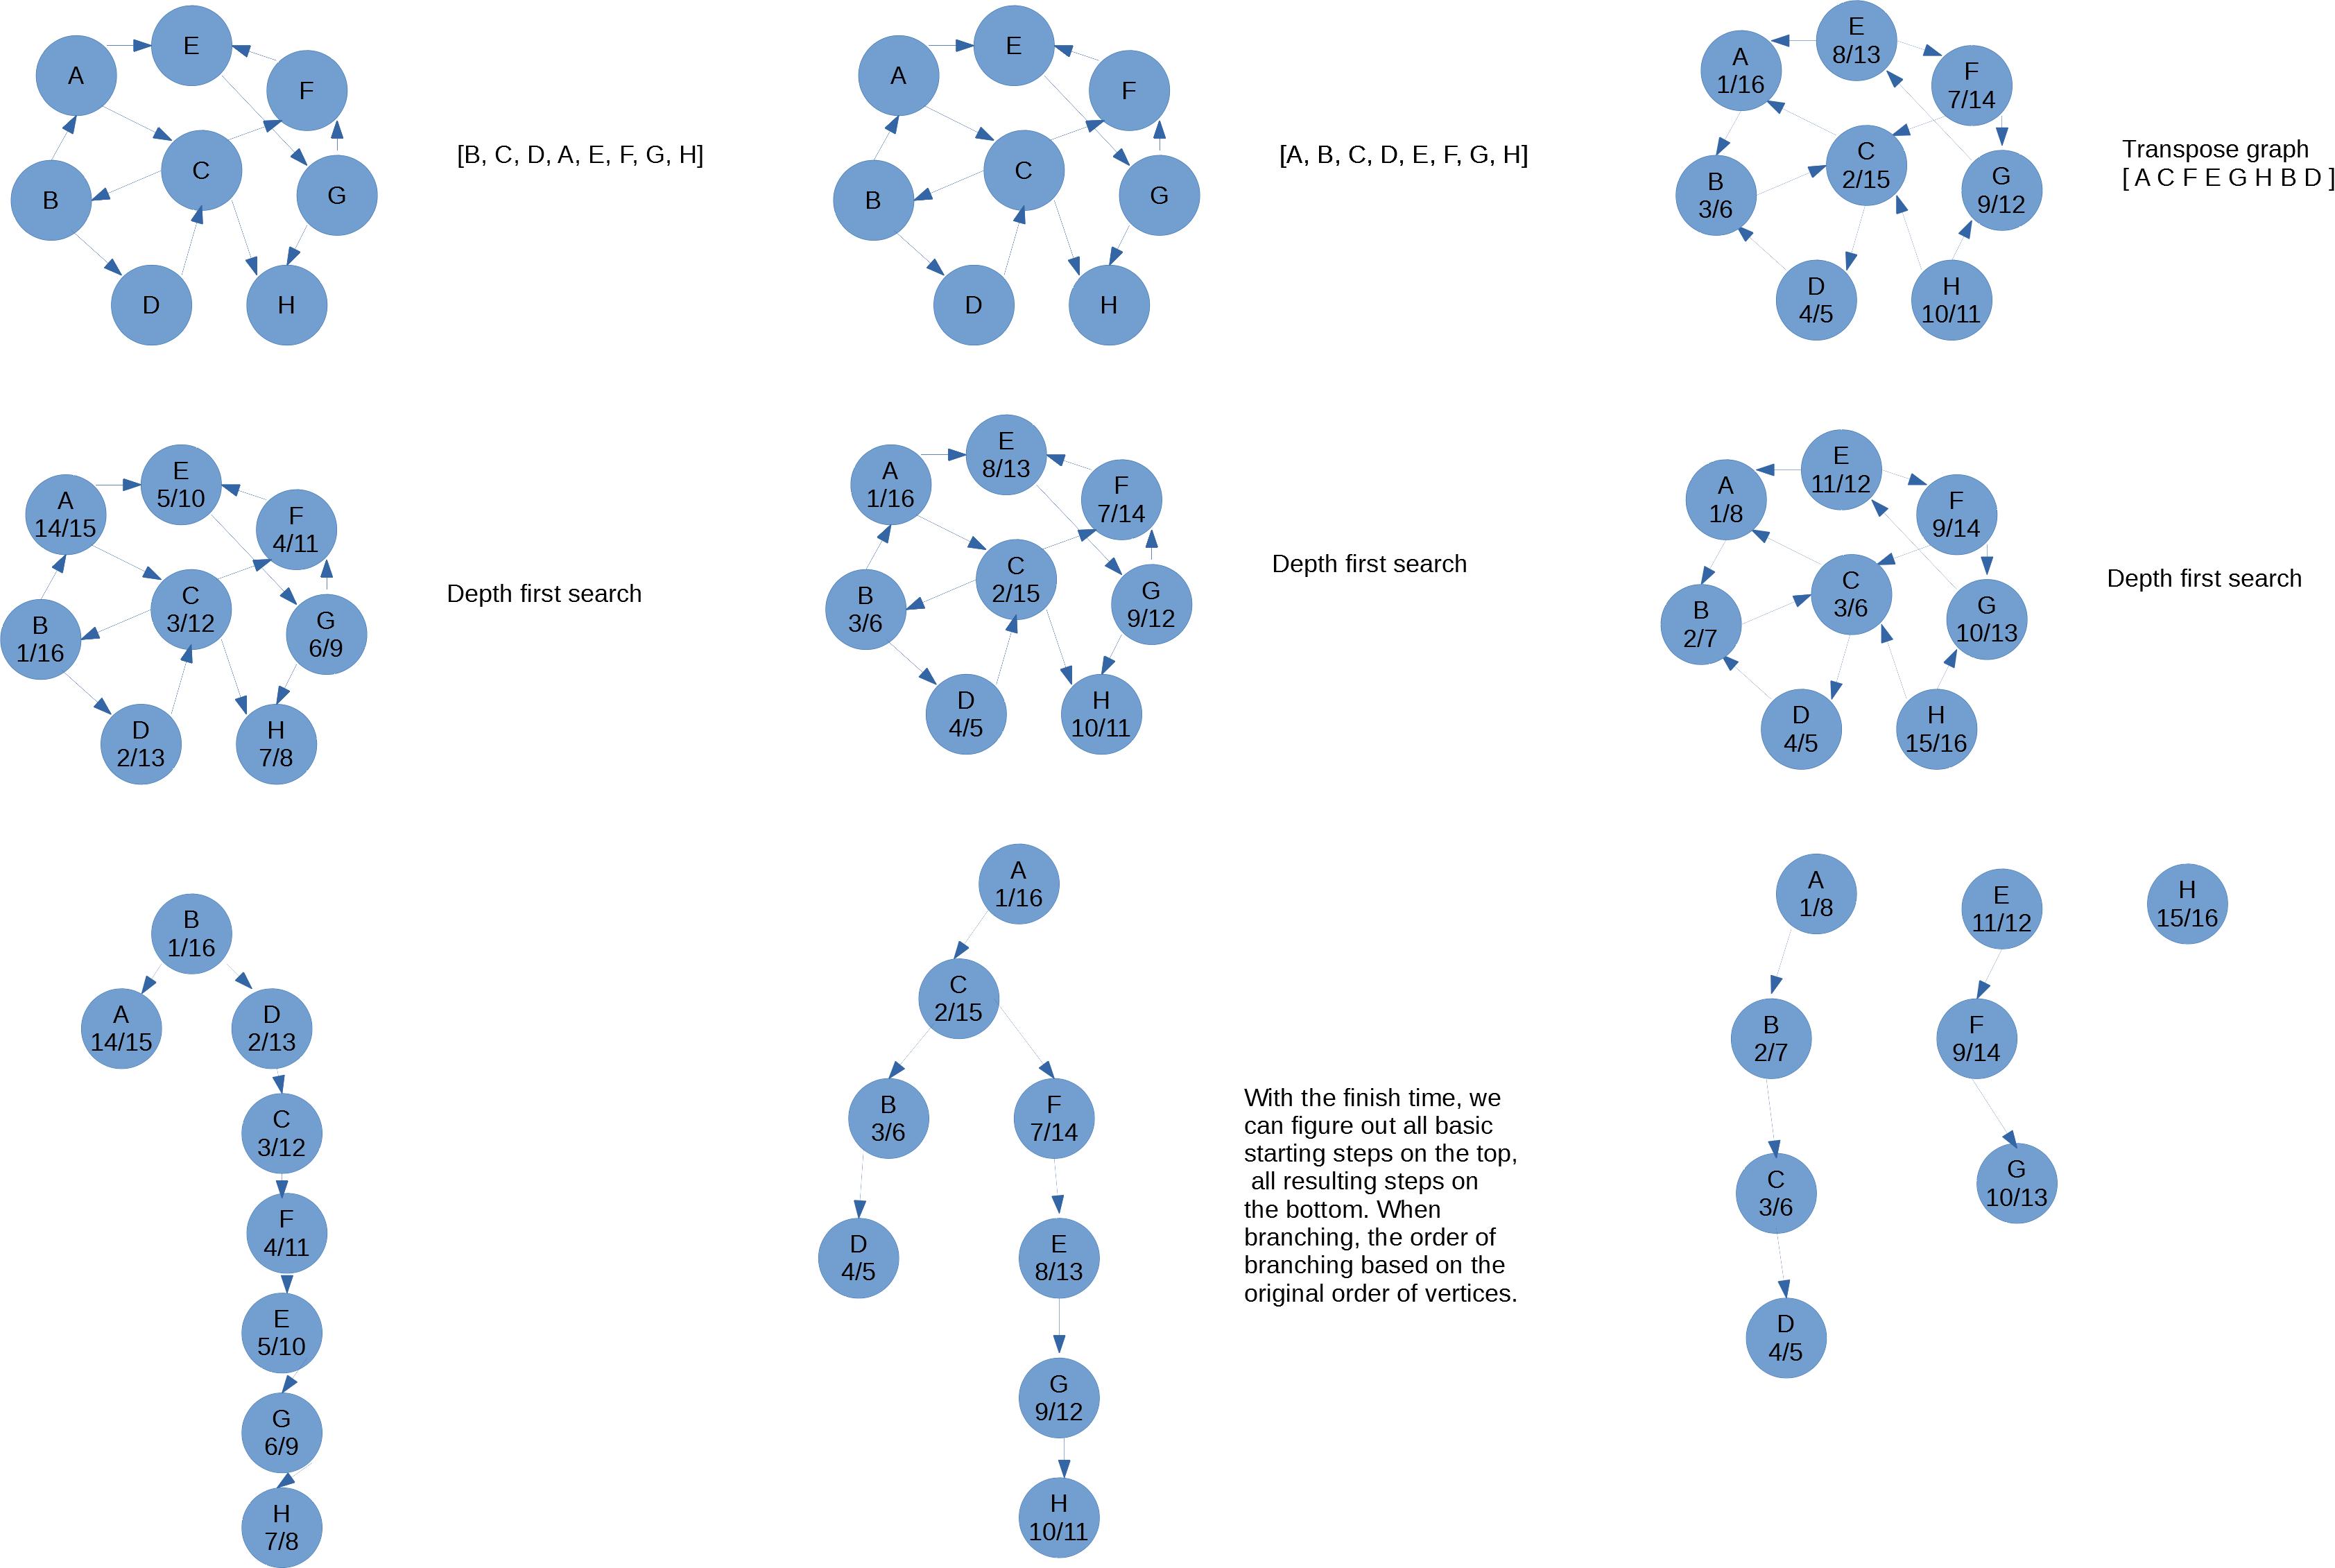 A
E
F
C
B
G
D
H
[B, C, D, A, E, F, G, H]
A
E
F
C
B
G
D
H
[A, B, C, D, E, F, G, H]
E
8/13
A
1/16
F
7/14
C
2/15
B
3/6
G
9/12
D
4/5
H
10/11
Transpose graph
[ A C F E G H B D ]
E
5/10
A
14/15
F
4/11
C
3/12
B
1/16
G
6/9
D
2/13
H
7/8
Depth first search
E
8/13
A
1/16
F
7/14
C
2/15
B
3/6
G
9/12
D
4/5
H
10/11
Depth first search
E
11/12
A
1/8
F
9/14
C
3/6
B
2/7
G
10/13
D
4/5
H
15/16
Depth first search
B
1/16
A
14/15
D
2/13
C
3/12
F
4/11
E
5/10
G
6/9
H
7/8
A
1/16
C
2/15
B
3/6
F
7/14
D
4/5
E
8/13
G
9/12
H
10/11
With the finish time, we
can figure out all basic
starting steps on the top,
all resulting steps on
the bottom. When
branching, the order of
branching based on the
original order of vertices.
A
1/8
B
2/7
C
3/6
D
4/5
E
11/12
F
9/14
G
10/13
H
15/16